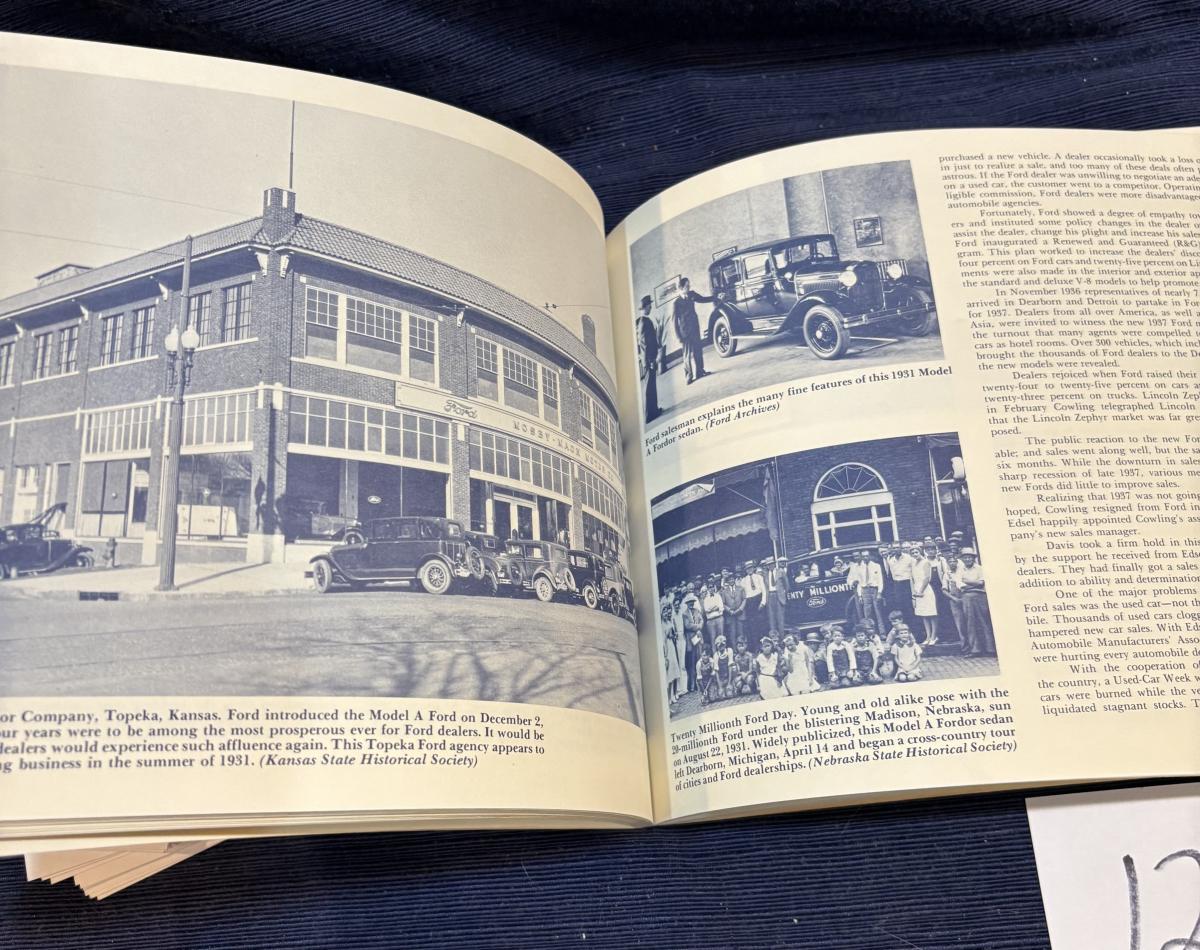 Ford
MOSBY-MACK MOTOR CO
or Company, Topeka, Kansas. Ford introduced the Model A Ford on December 2,
ur years were to be among the most prosperous ever for Ford dealers. It would be
dealers would experience such affluence again. This Topeka Ford agency appears to
ng business in the summer of 1931. (Kansas State Historical Society)
Ford salesman explains the many fine features of this 1931 Model
A Fordor sedan. (Ford Archives)
ENTY MILLIONT
Ford
Twenty Millionth Ford Day. Young and old alike pose with the
20-millionth Ford under the blistering Madison, Nebraska, sun
on August 22, 1931. Widely publicized, this Model A Fordor sedan
left Dearborn, Michigan, April 14 and began a cross-country tour
of cities and Ford dealerships. (Nebraska State Historical Society)
purchased a new vehicle. A dealer occasionally took a loss o
in just to realize a sale, and too many of these deals often p
astrous. If the Ford dealer was unwilling to negotiate an ade
on a used car, the customer went to a competitor. Operatin
ligible commission, Ford dealers were more disadvantaged
automobile agencies.
Fortunately, Ford showed a degree of empathy tow
ers and instituted some policy changes in the dealer o
assist the dealer, change his plight and increase his sales
Ford inaugurated a Renewed and Guaranteed (R&G)
gram. This plan worked to increase the dealers' disco
four percent on Ford cars and twenty-five percent on Lin
ments were also made in the interior and exterior ap
the standard and deluxe V-8 models to help promote
In November 1936 representatives of nearly 7,
arrived in Dearborn and Detroit to partake in For
for 1937. Dealers from all over America, as well a
Asia, were invited to witness the new 1937 Ford m
the turnout that many agents were compelled t
cars as hotel rooms. Over 300 vehicles, which incl
brought the thousands of Ford dealers to the De
the new models were revealed.
Dealers rejoiced when Ford raised their
twenty-four to twenty-five percent on cars a
twenty-three percent on trucks. Lincoln Zep
in February Cowling telegraphed Lincoln
that the Lincoln Zephyr market was far gre
posed.
The public reaction to the new For
able; and sales went along well, but the sa
six months. While the downturn in sales
sharp recession of late 1937, various me
new Fords did little to improve sales.
Realizing that 1937 was not going
hoped, Cowling resigned from Ford in
Edsel happily appointed Cowling's as
pany's new sales manager.
Davis took a firm hold in this
by the support he received from Edse
dealers. They had finally got a sales
addition to ability and determination
One of the major problems
Ford sales was the used car—not th
bile. Thousands of used cars clogg
hampered new car sales. With Eds
Automobile Manufacturers' Asso
were hurting every automobile de
With the cooperation of
the country, a Used-Car Week w
cars were burned while the re
liquidated stagnant stocks. T
12